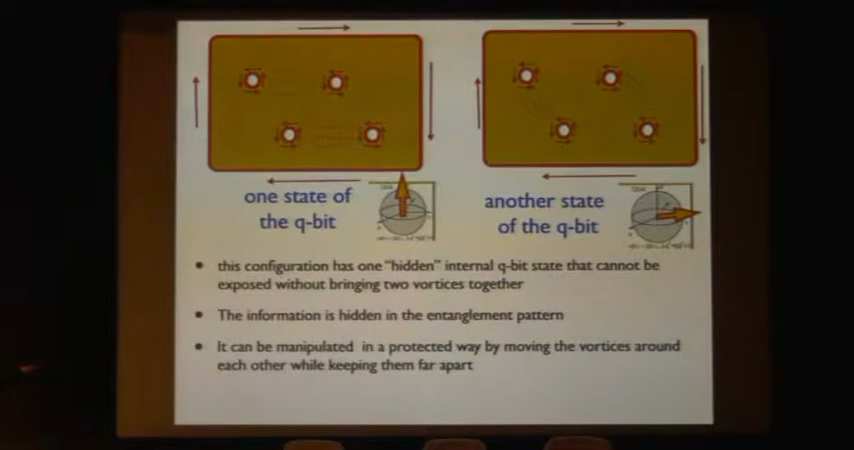 one state of
the q-bit
another state
of the q-bit
• this configuration has one "hidden" internal q-bit state that cannot be
exposed without bringing two vortices together
• The information is hidden in the entanglement pattern
• It can be manipulated in a protected way by moving the vortices around
each other while keeping them far apart